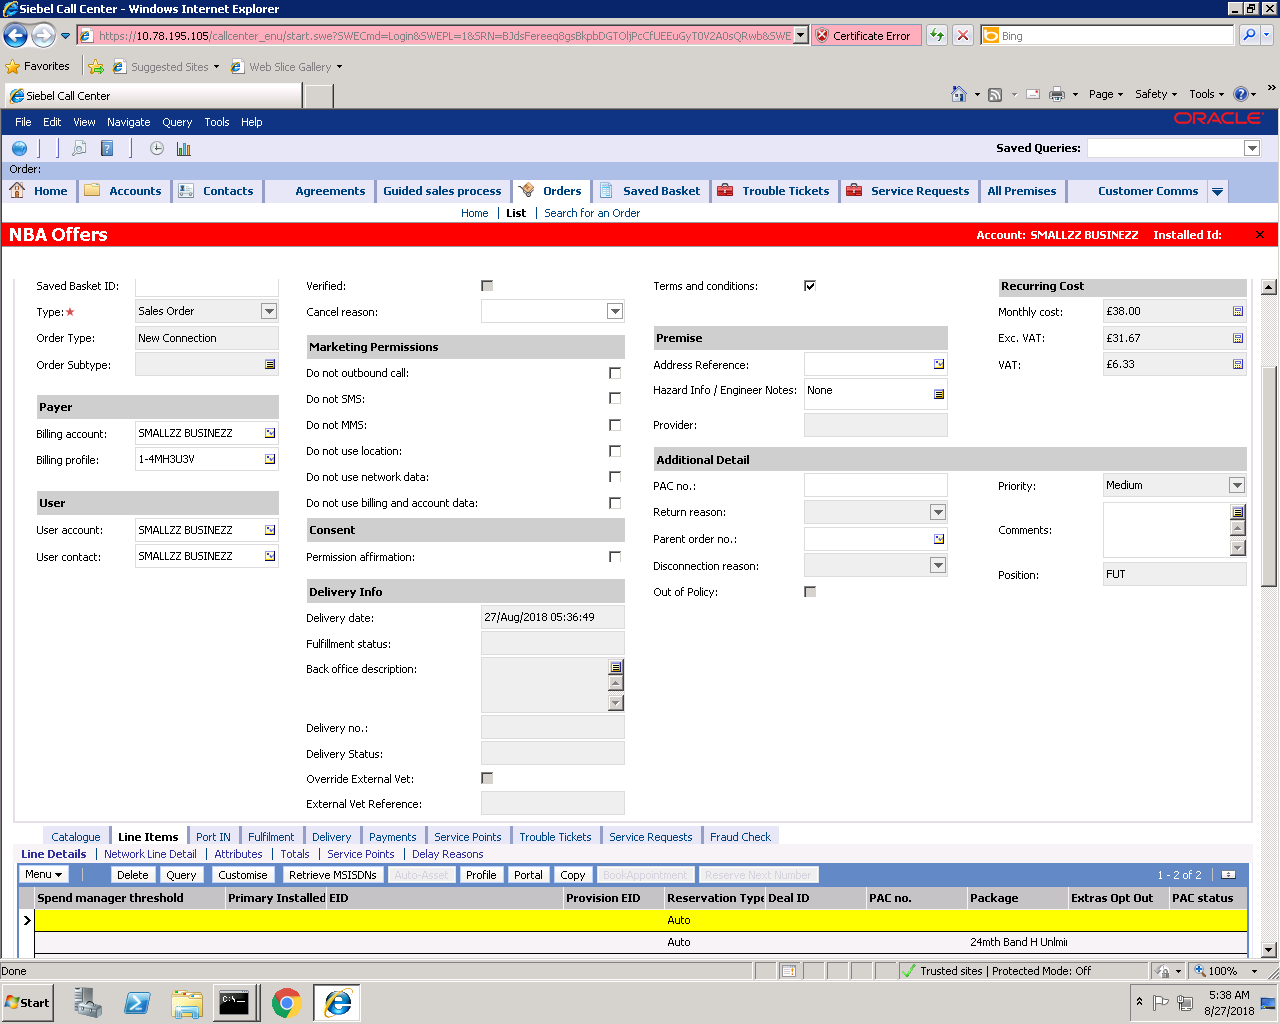 Siebel Call Center - Windows Internet Explorer
https://10.78.195.105/callcenter_enu/start.swe?SWECmd=Login&SWEPL=1&SRN=BJdsFereeq8gsBkpbDGTOljPcCfUEEuGyT0V2A0sQRwb&SWE Certificate Error Bing
Favorites Suggested Sites Web Slice Gallery
Siebel Call Center Page Safety Tools
File Edit View Navigate Query Tools Help ORACLE
Saved Queries:
Order:
Home Accounts Contacts Agreements Guided sales process Orders Saved Basket Trouble Tickets Service Requests All Premises Customer Comms
Home List Search for an Order
NBA Offers Account: SMALLZZ BUSINEZZ Installed Id:
Saved Basket ID: Verified: Terms and conditions: Recurring Cost
Type: Sales Order Cancel reason: Monthly cost: £38.00
Order Type: New Connection Premise Exc. VAT: £31.67
Marketing Permissions
Order Subtype: Do not outbound call: Address Reference: VAT: £6.33
Do not SMS: Hazard Info / Engineer Notes: None
Payer
Billing account: SMALLZZ BUSINEZZ Do not MMS: Provider:
Billing profile: 1-4MH3U3V Do not use location: Additional Detail
Do not use network data: PAC no.: Priority: Medium
User Do not use billing and account data: Return reason:
User account: SMALLZZ BUSINEZZ Consent Parent order no.: Comments:
User contact: SMALLZZ BUSINEZZ Permission affirmation: Disconnection reason: Position: FUT
Delivery Info Out of Policy:
Delivery date: 27/Aug/2018 05:36:49
Fulfillment status:
Back office description:
Delivery no.:
Delivery Status:
Override External Vet:
External Vet Reference:
Catalogue Line Items Port IN Fulfilment Delivery Payments Service Points Trouble Tickets Service Requests Fraud Check
Line Details Network Line Detail Attributes Totals Service Points Delay Reasons
Menu Delete Query Customise Retrieve MSISDNs Auto-Asset Profile Portal Copy BookAppointment Reserve Next Number 1 - 2 of 2
Spend manager threshold Primary Installed EID Provision EID Reservation Type Deal ID PAC no. Package Extras Opt Out PAC status
Auto
Auto 24mth Band H Unlmi
Done Trusted sites | Protected Mode: Off 100%
Start 5:38 AM
8/27/2018